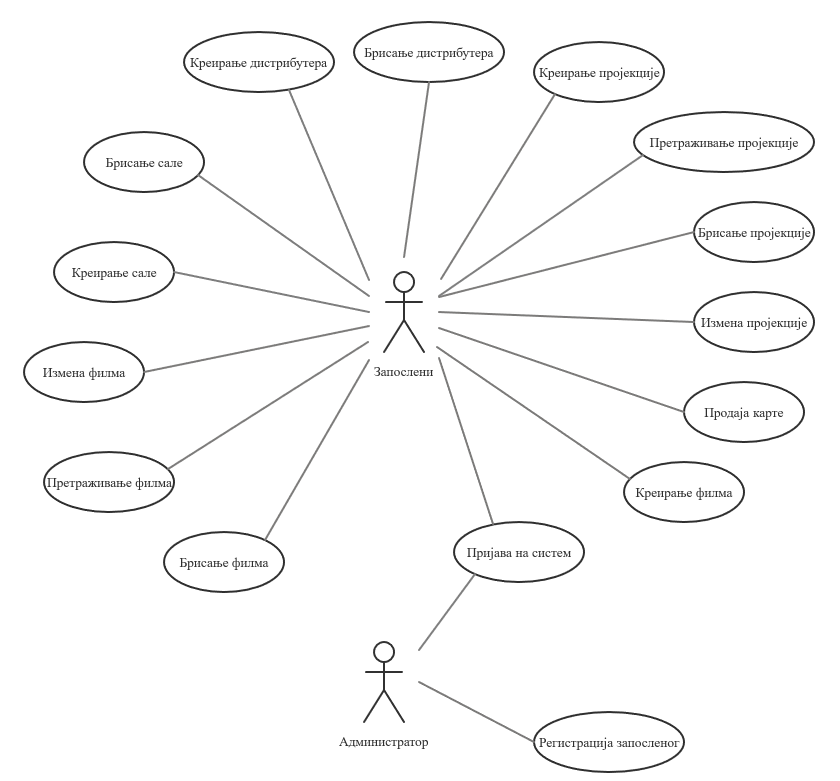 Брисање дистрибутера
Креирање дистрибутера
Креирање пројекције
Претраживање пројекције
Брисање сале
Брисање пројекције
Креирање сале
Измена пројекције
Запослени
Измена филма
Продаја карте
Претраживање филма
Креирање филма
Пријава на систем
Брисање филма
Администратор
Регистрација запосленог